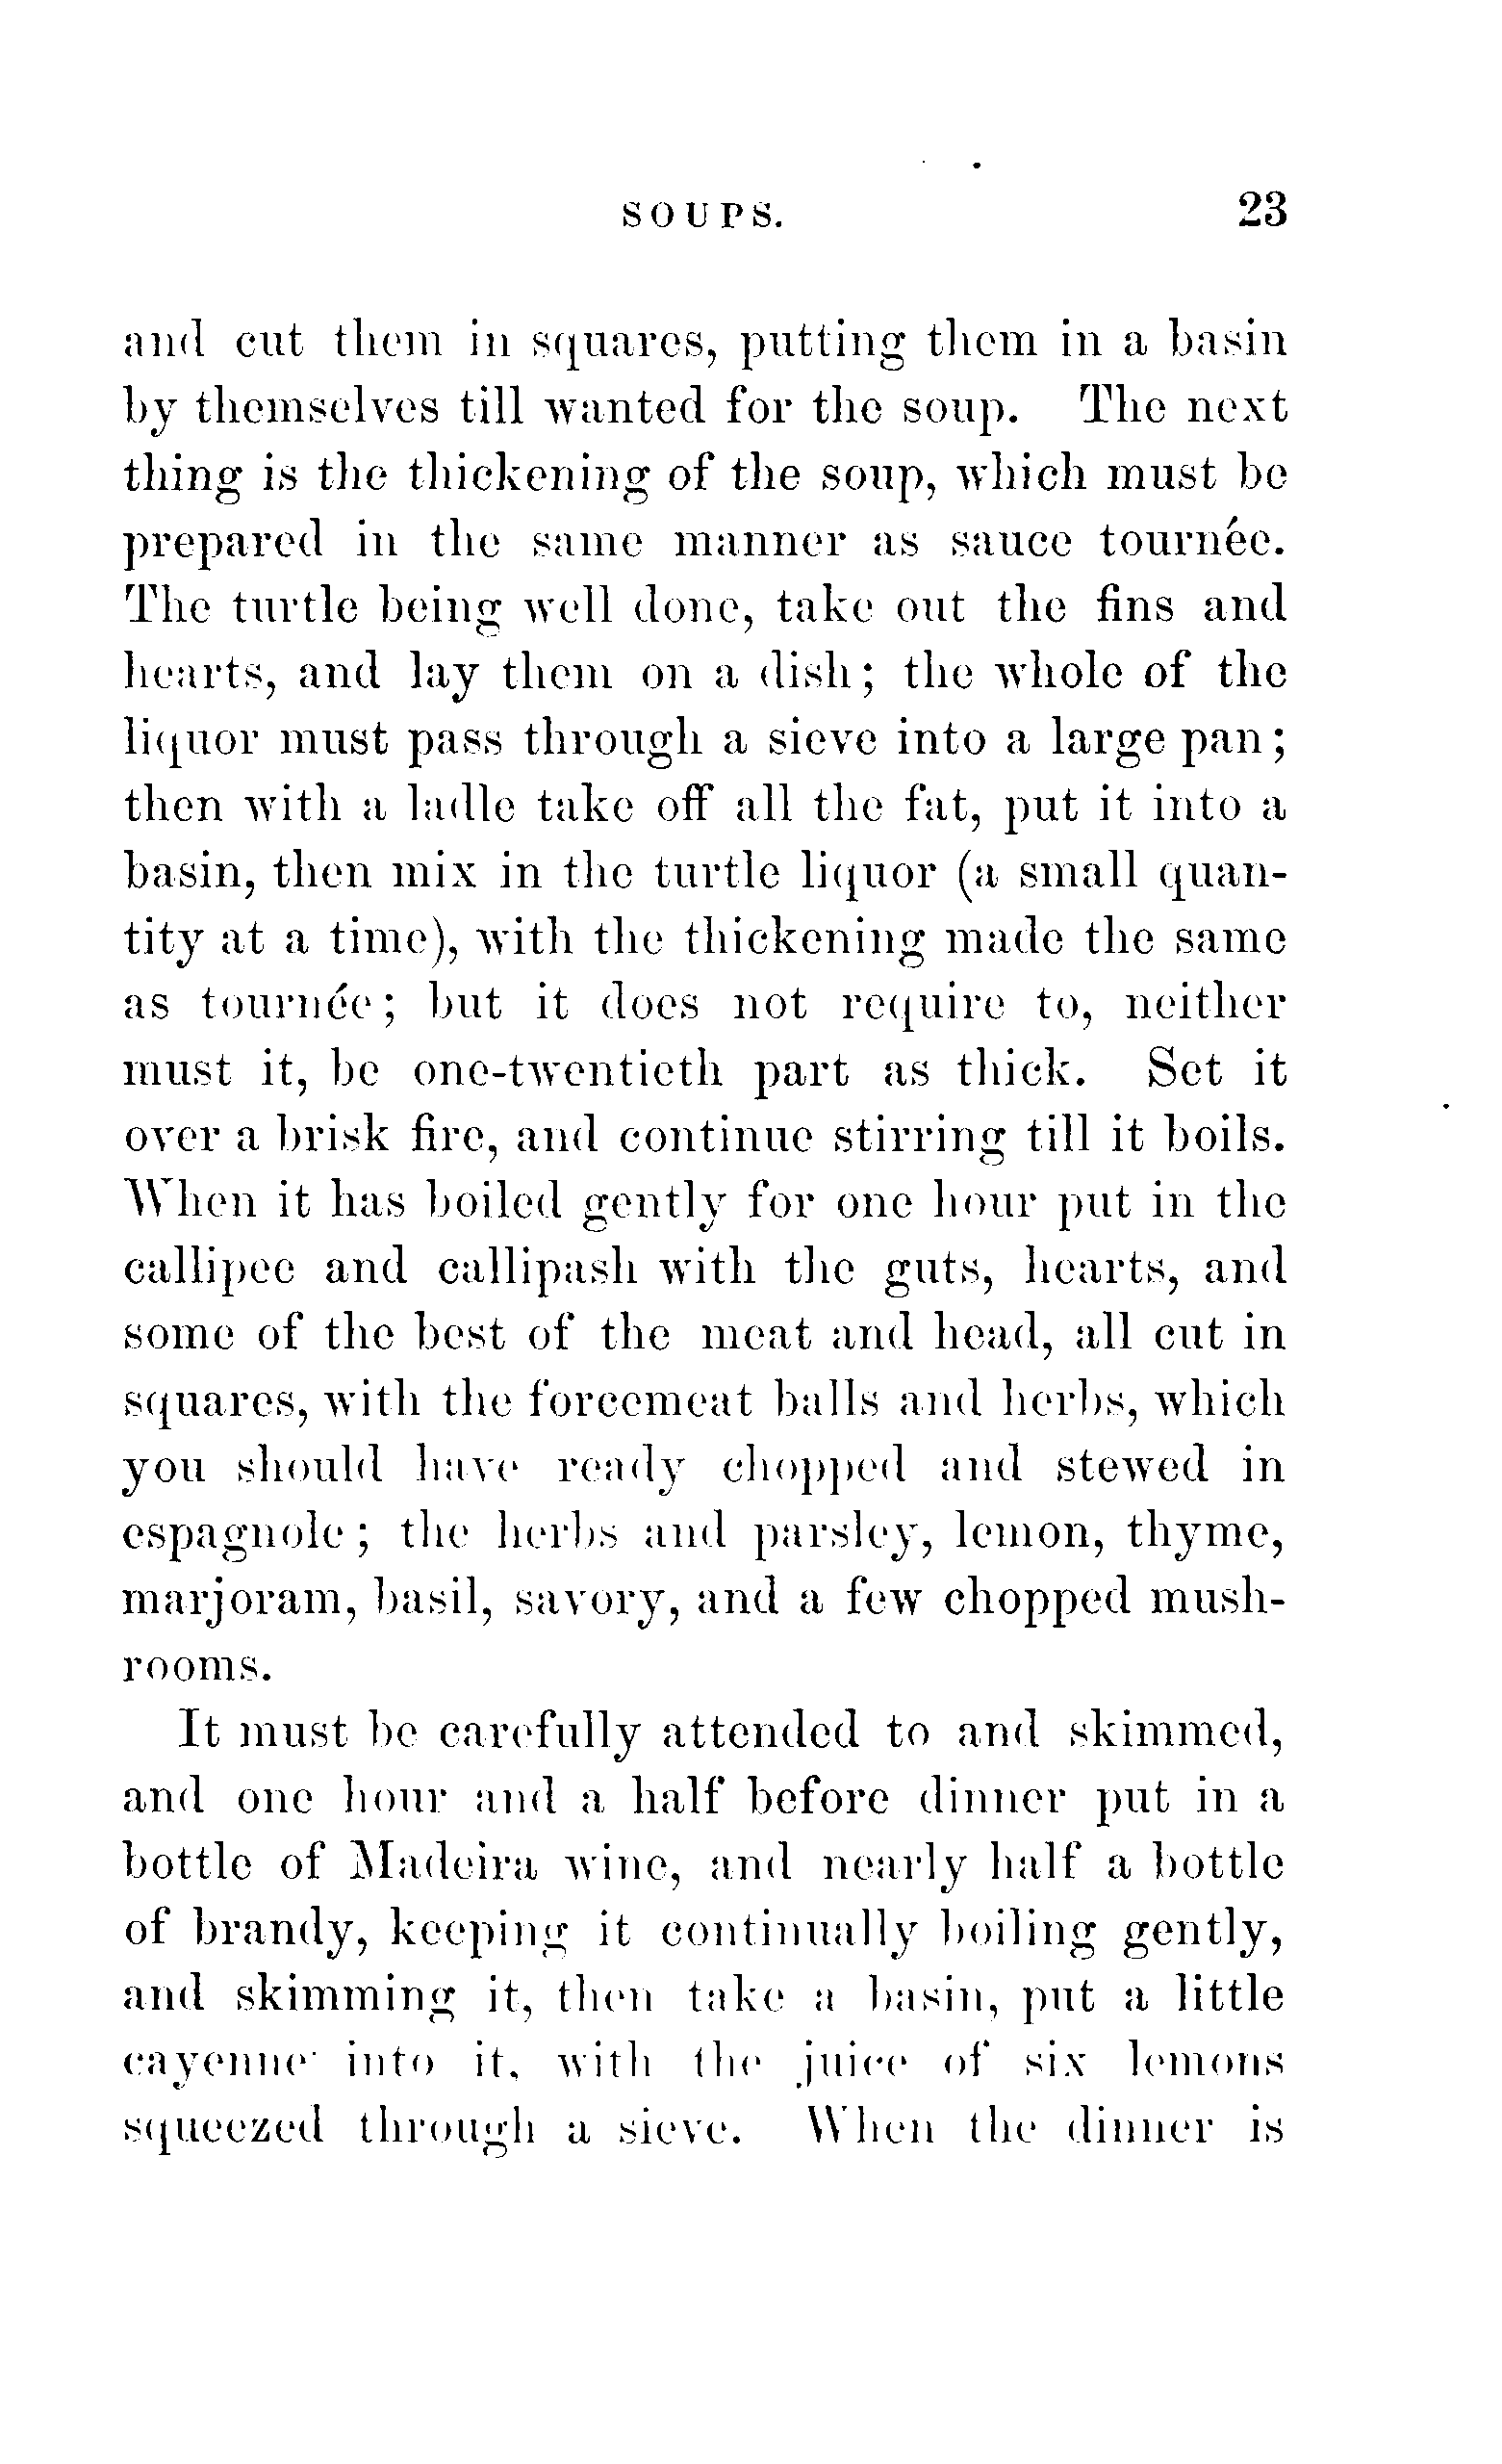 SOUPS. 23
and cut them in squares, putting them in a basin
by themselves till wanted for the soup. The next
thing is the thickening of the soup, which must be
prepared in the same manner as sauce tournée.
The turtle being well done, take out the fins and
hearts, and lay them on a dish; the whole of the
liquor must pass through a sieve into a large pan;
then with a ladle take off all the fat, put it into a
basin, then mix in the turtle liquor (a small quan-
tity at a time), with the thickening made the same
as tournée; but it does not require to, neither
must it, be one-twentieth part as thick. Set it
over a brisk fire, and continue stirring till it boils.
When it has boiled gently for one hour put in the
callipee and callipash with the guts, hearts, and
some of the best of the meat and head, all cut in
squares, with the forcemeat balls and herbs, which
you should have ready chopped and stewed in
espagnole; the herbs and parsley, lemon, thyme,
marjoram, basil, savory, and a few chopped mush-
rooms.
It must be carefully attended to and skimmed,
and one hour and a half before dinner put in a
bottle of Madeira wine, and nearly half a bottle
of brandy, keeping it continually boiling gently,
and skimming it, then take a basin, put a little
cayenne into it, with the juice of six lemons
squeezed through a sieve. When the dinner is